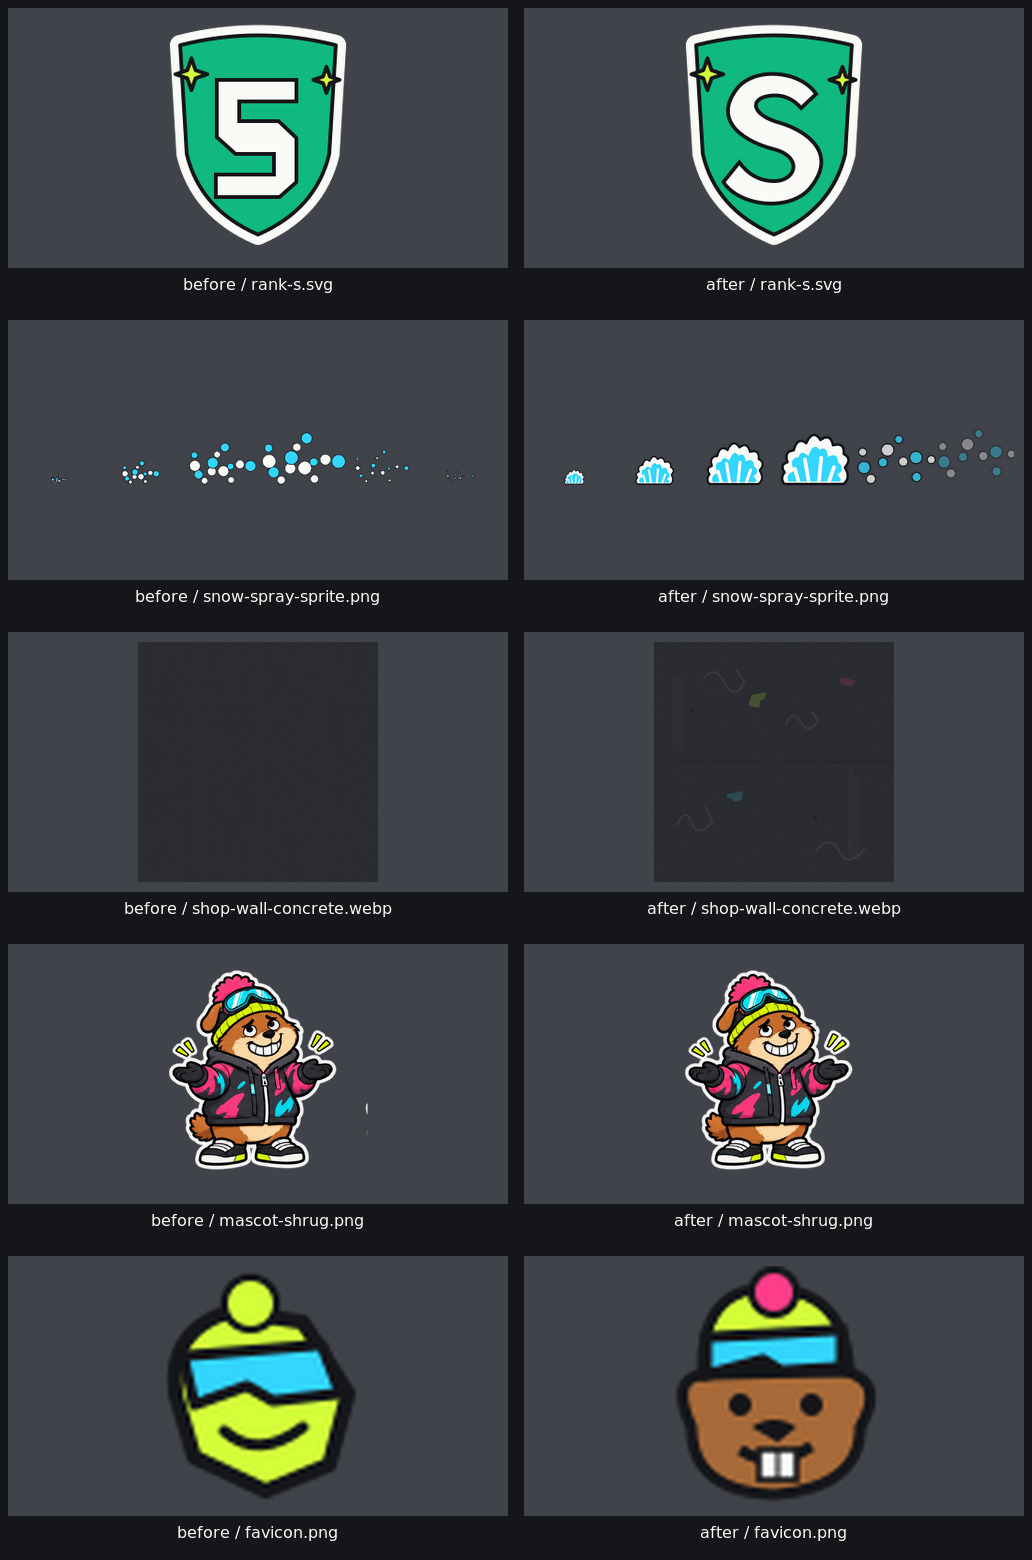 5
S
before / rank-s.svg
after / rank-s.svg
before / snow-spray-sprite.png
after / snow-spray-sprite.png
before / shop-wall-concrete.webp
after / shop-wall-concrete.webp
before / mascot-shrug.png
after / mascot-shrug.png
before / favicon.png
after / favicon.png